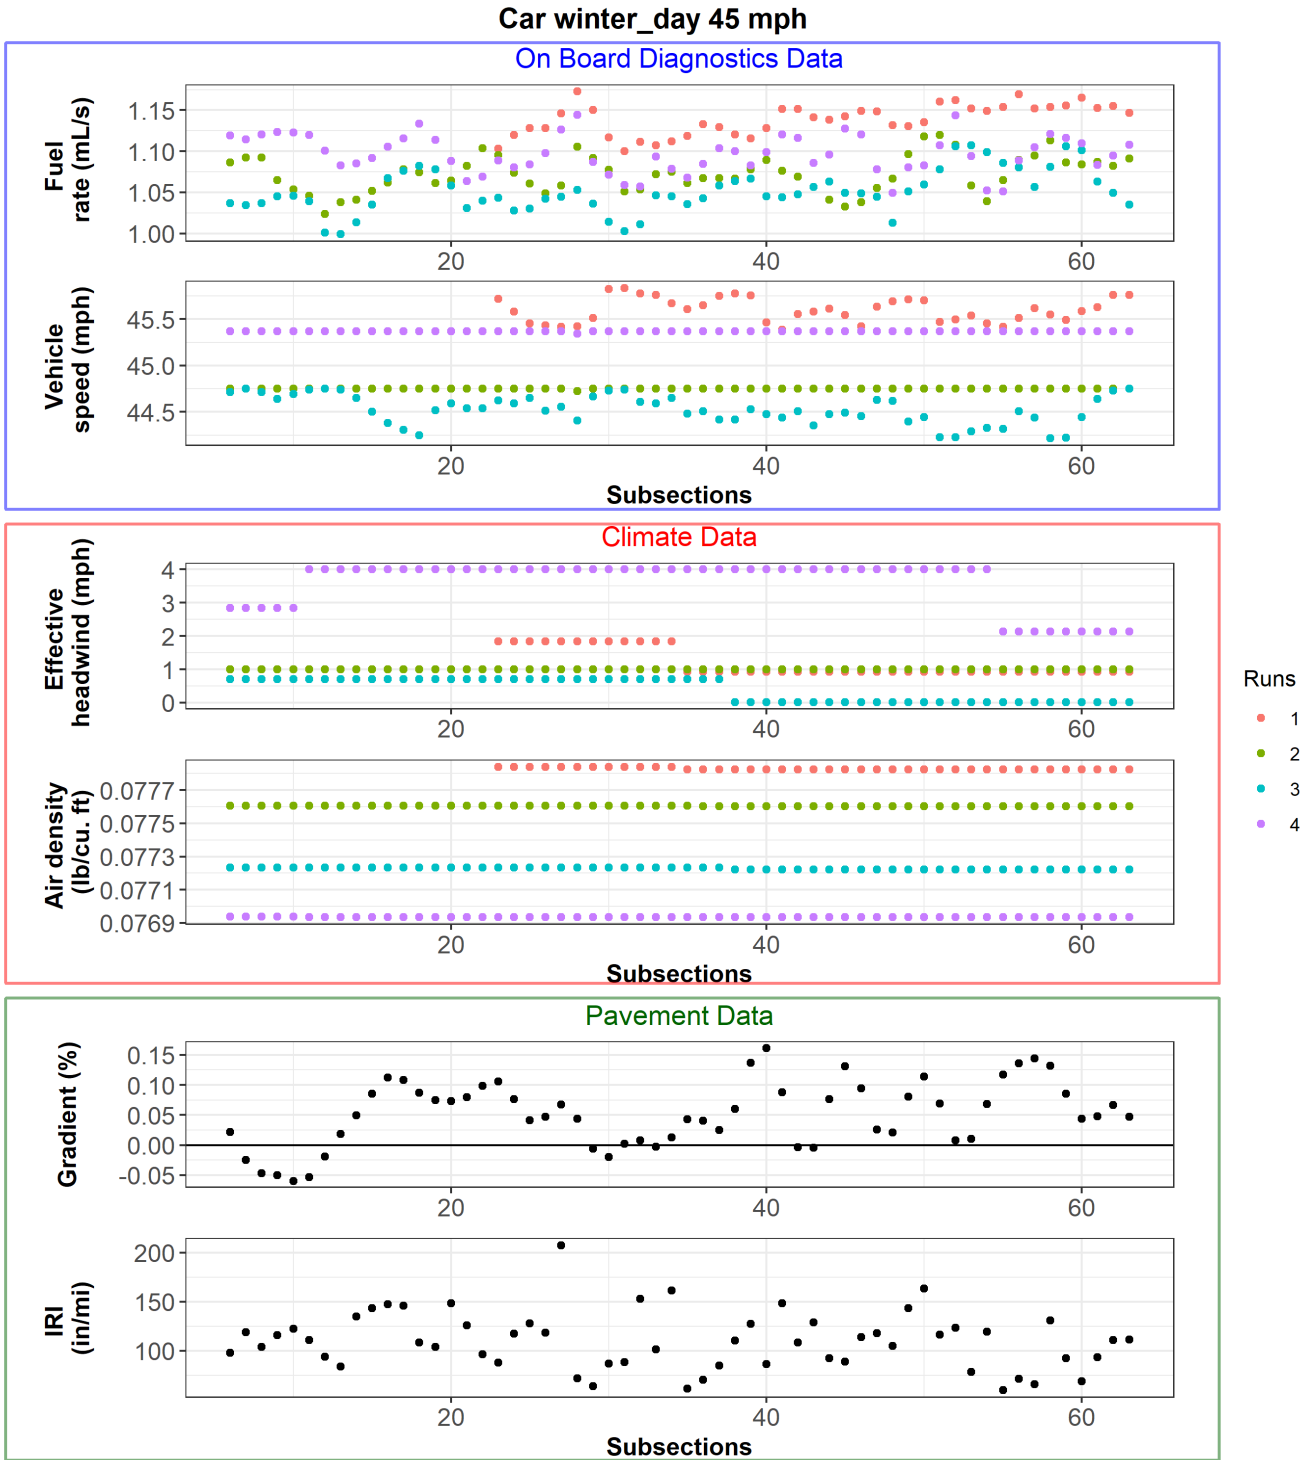 Car winter_day 45 mph
On Board Diagnostics Data
Fuel
rate (mL/s)
1.15
1.10
1.05
1.00
20 40 60
Vehicle
speed (mph)
45.5
45.0
44.5
20 40 60
Subsections
Climate Data
Effective
headwind (mph)
4
3
2
1
0
20 40 60
Air density
(lb/cu. ft)
0.0777
0.0775
0.0773
0.0771
0.0769
20 40 60
Subsections
Runs
1
2
3
4
Pavement Data
Gradient (%)
0.15
0.10
0.05
0.00
-0.05
20 40 60
IRI
(in/mi)
200
150
100
20 40 60
Subsections